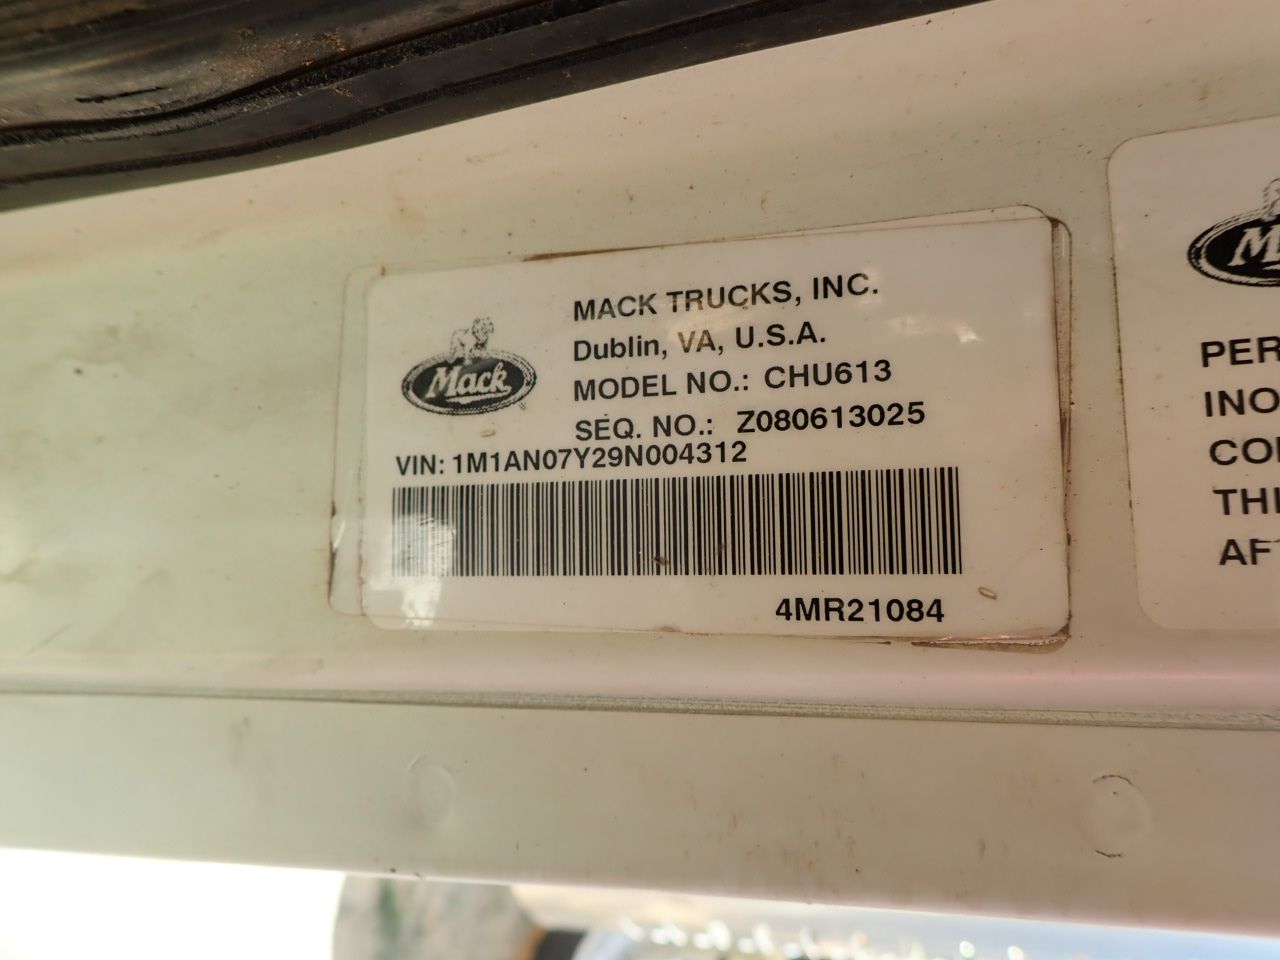 Mack
MACK TRUCKS, INC.
Dublin, VA, U.S.A.
MODEL NO.: CHU613
SEQ. NO.: Z080613025
VIN: 1M1AN07Y29N004312
4MR21084
M
PER
INO
CO
THI
AF